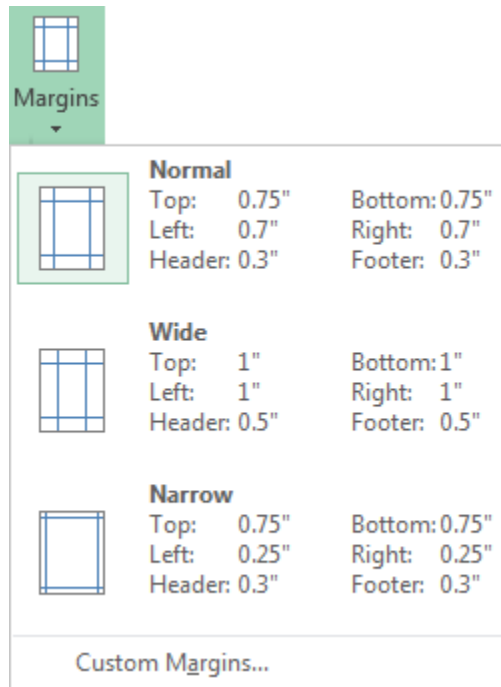 Margins
Normal
Top: 0.75" Bottom: 0.75"
Left: 0.7" Right: 0.7"
Header: 0.3" Footer: 0.3"
Wide
Top: 1" Bottom: 1"
Left: 1" Right: 1"
Header: 0.5" Footer: 0.5"
Narrow
Top: 0.75" Bottom: 0.75"
Left: 0.25" Right: 0.25"
Header: 0.3" Footer: 0.3"
Custom Margins...